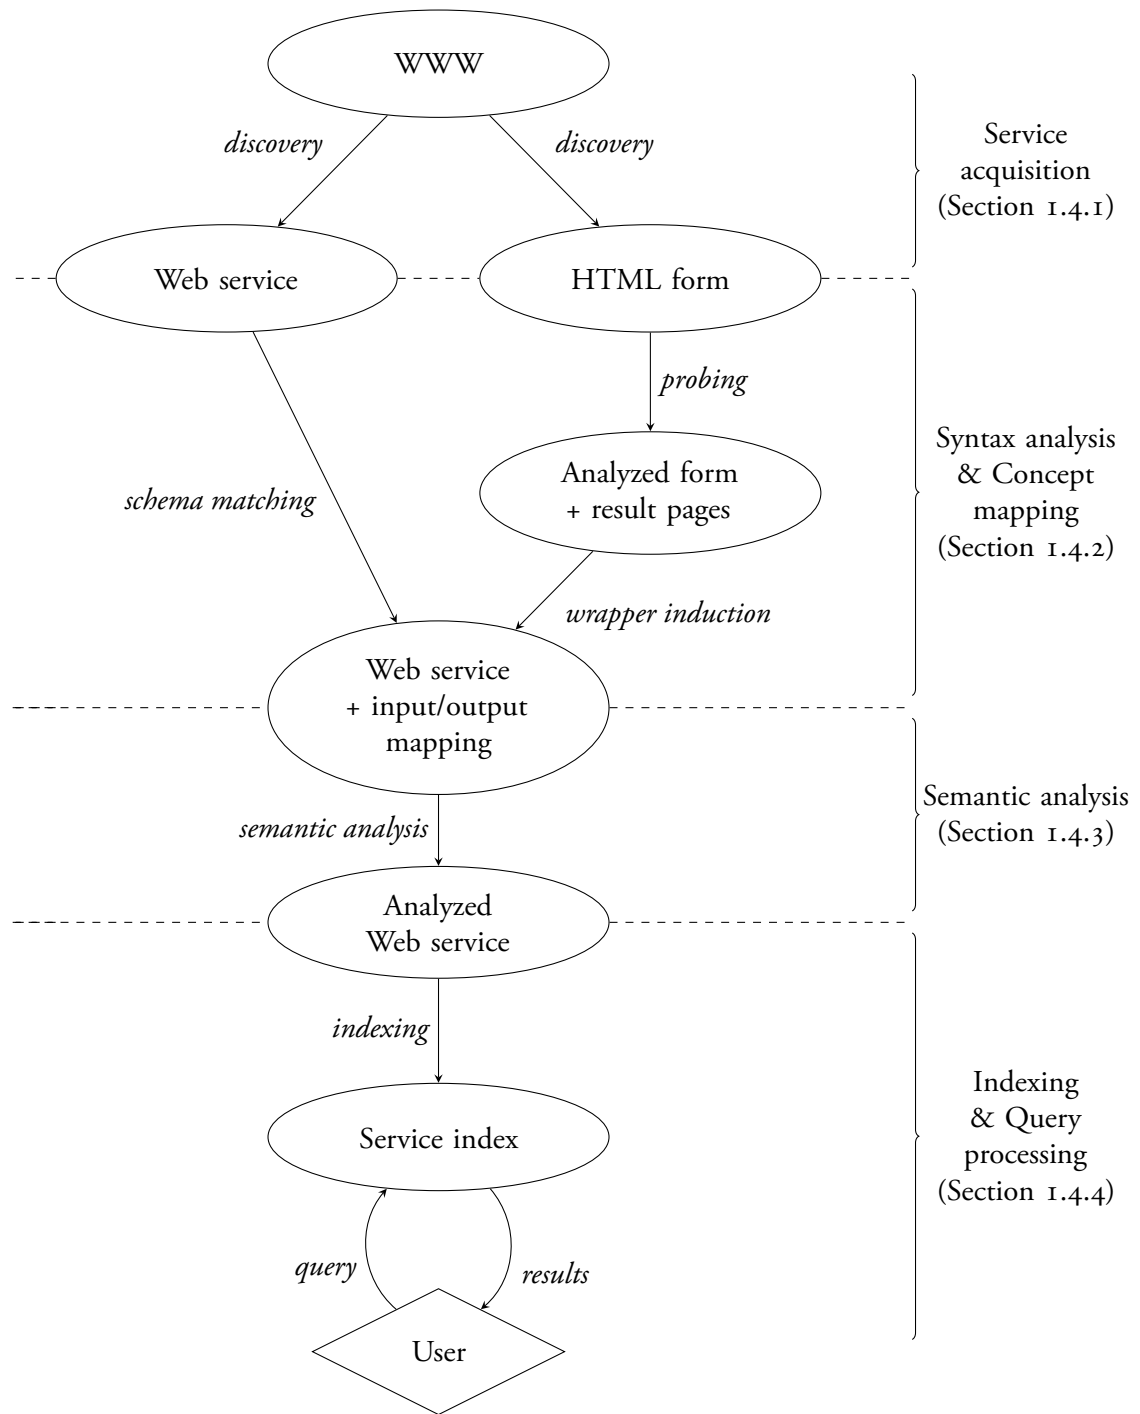 WWW
discovery
discovery
Service
acquisition
(Section 1.4.1)
Web service
HTML form
probing
Syntax analysis
& Concept
mapping
(Section 1.4.2)
Analyzed form
+ result pages
schema matching
wrapper induction
Web service
+ input/output
mapping
Semantic analysis
(Section 1.4.3)
semantic analysis
Analyzed
Web service
indexing
Indexing
& Query
processing
(Section 1.4.4)
Service index
query
results
User